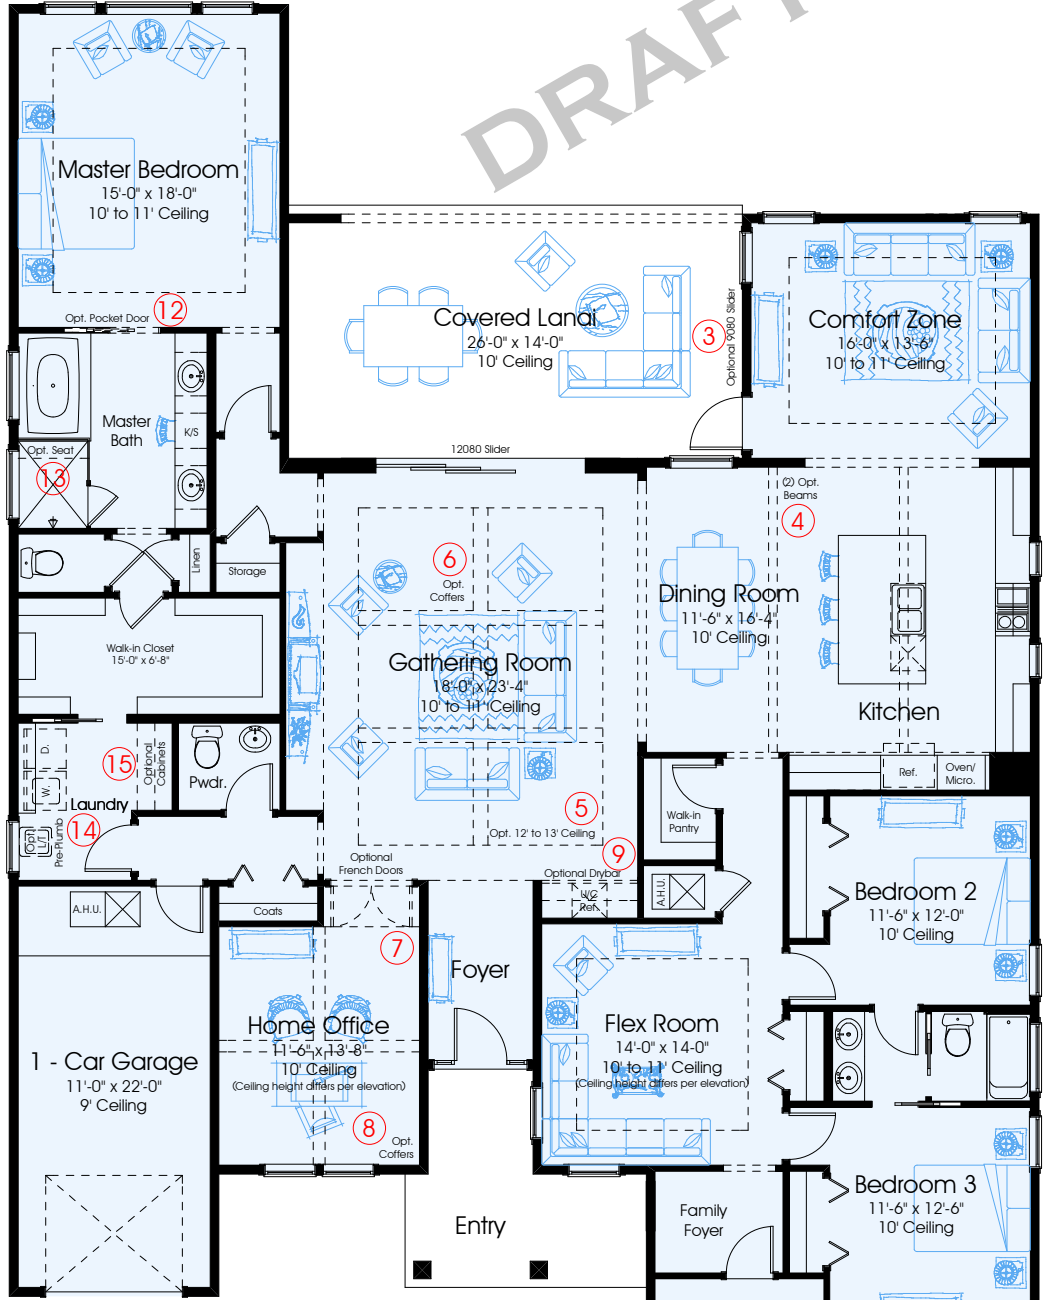 DRAFT
Master Bedroom
15'-0" x 18'-0"
10' to 11' Ceiling
Opt. Pocket Door
12
Covered Lanai
26'-0" x 14'-0"
10' Ceiling
3
Optional 9080 Slider
12080 Slider
Comfort Zone
16'-0" x 13'-6"
10' to 11' Ceiling
Master
Bath
K/S
Opt. Seat
13
Linen
Storage
Walk-in Closet
15'-0" x 6'-8"
6
Opt.
Coffers
Gathering Room
18'-0" x 23'-4"
10' to 11' Ceiling
5
Opt. 12' to 13' Ceiling
(2) Opt.
Beams
4
Dining Room
11'-6" x 16'-4"
10' Ceiling
Kitchen
Ref.
Oven/
Micro.
D.
W.
15
Optional
Cabinets
Laundry
14
Opt.
L/T
Pre-Plumb
Pwdr.
Walk-in
Pantry
9
Optional Drybar
U/C
Ref.
A.H.U.
Optional
French Doors
Coats
A.H.U.
7
Foyer
Home Office
11'-6" x 13'-8"
10' Ceiling
(Ceiling height differs per elevation)
8
Opt.
Coffers
1 - Car Garage
11'-0" x 22'-0"
9' Ceiling
Flex Room
14'-0" x 14-0"
10' to 11' Ceiling
(Ceiling height differs per elevation)
Bedroom 2
11'-6" x 12'-0"
10' Ceiling
Bedroom 3
11'-6" x 12'-6"
10' Ceiling
Family
Foyer
Entry